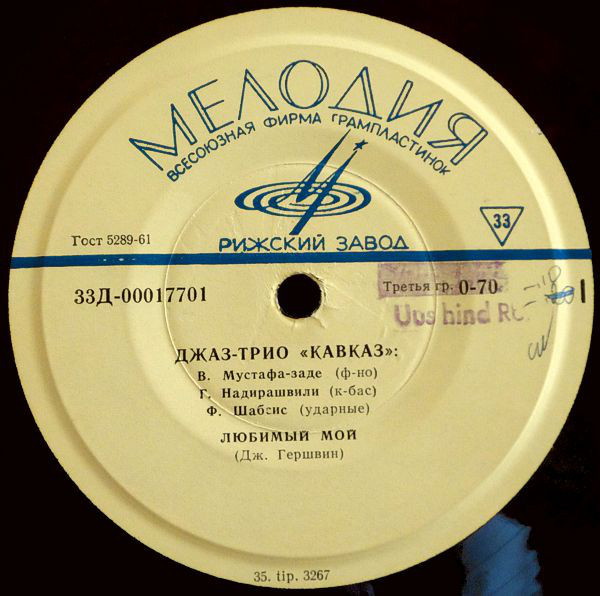 МЕЛОДИЯ
ВСЕСОЮЗНАЯ ФИРМА ГРАМПЛАСТИНОК
33
Гост 5289-61
РИЖСКИЙ ЗАВОД
33Д-00017701
Третья гр. 0-70
Uus hind
ДЖАЗ-ТРИО «КАВКАЗ»:
В. Мустафа-заде (ф-но)
Г. Надирашвили (к-бас)
Ф. Шабсис (ударные)
ЛЮБИМЫЙ МОЙ
(Дж. Гершвин)
35. tip. 3267